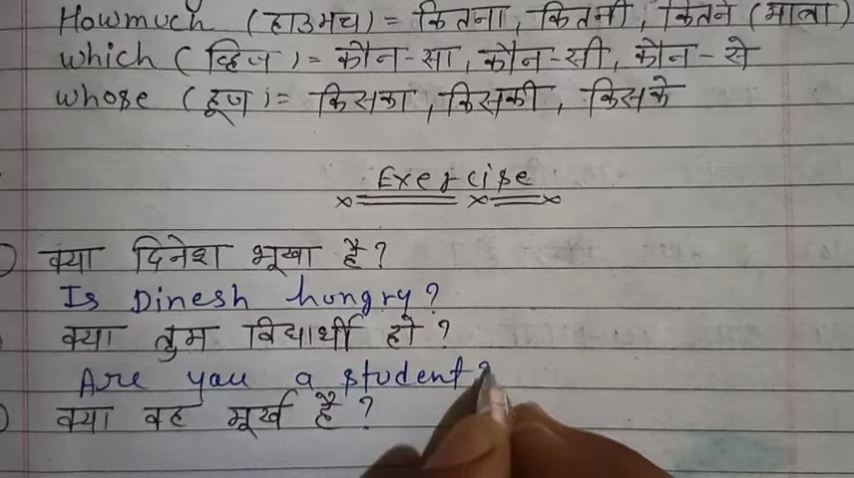 Howmuch (हाउमच) = कितना, कितनी, कितने (मात्रा)
which (व्हिज) = कौन-सा, कौन-सी, कौन-से
whose (हूज) = किसका, किसकी, किसके
Exercise
क्या दिनेश भूखा है?
Is Dinesh hungry?
क्या तुम विद्यार्थी हो?
Are you a student?
क्या वह मूर्ख है?